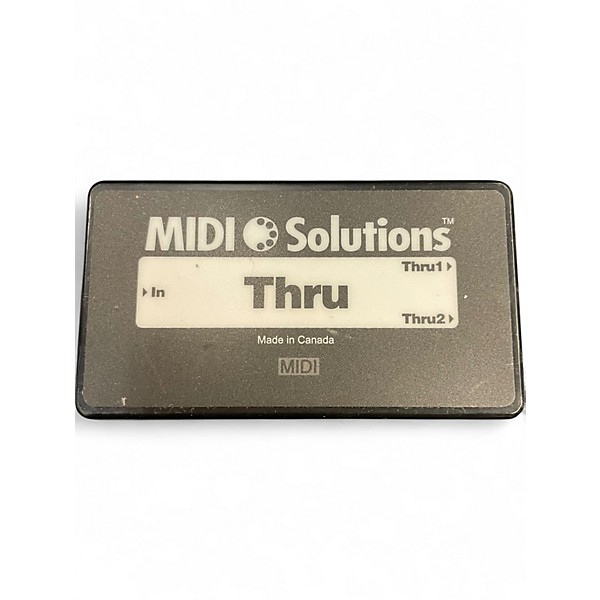 MIDI Solutions™
Thru1
In Thru
Thru2
Made in Canada
MIDI